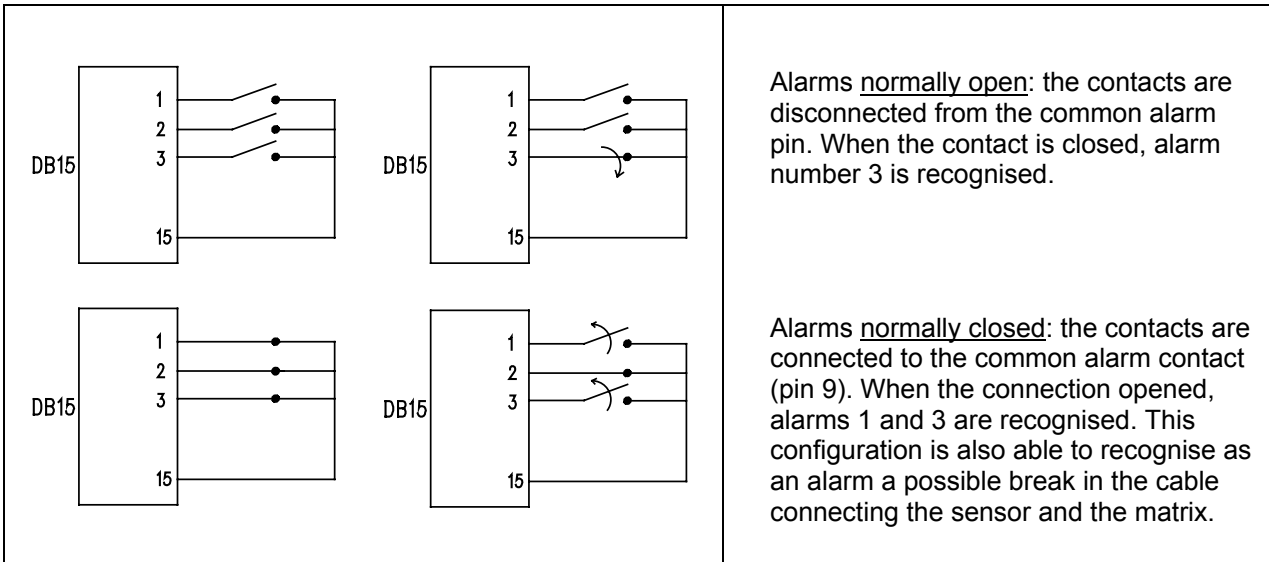 1
2
3
DB15
15
1
2
3
DB15
15
Alarms normally open: the contacts are
disconnected from the common alarm
pin. When the contact is closed, alarm
number 3 is recognised.
1
2
3
DB15
15
1
2
3
DB15
15
Alarms normally closed: the contacts are
connected to the common alarm contact
(pin 9). When the connection opened,
alarms 1 and 3 are recognised. This
configuration is also able to recognise as
an alarm a possible break in the cable
connecting the sensor and the matrix.